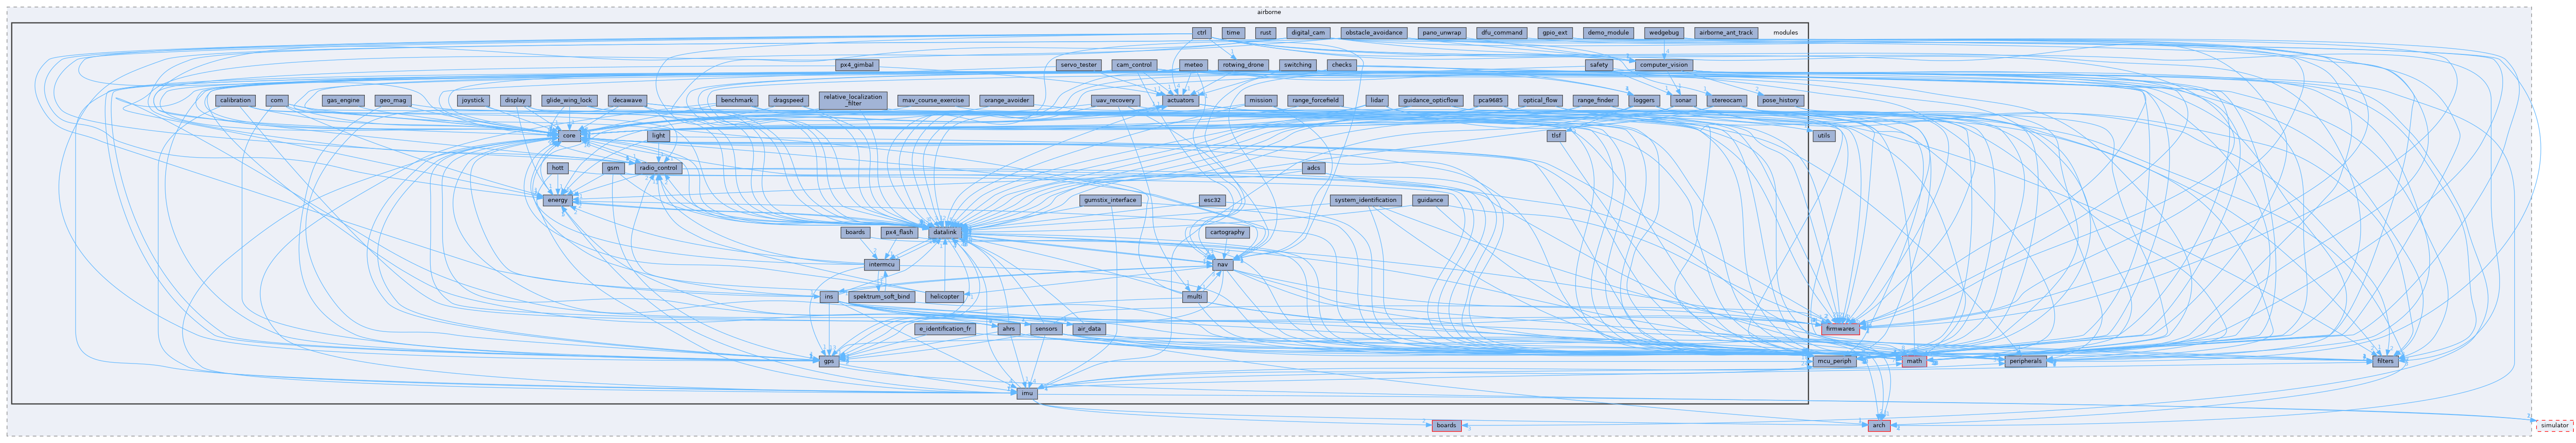 airborne
ctrl
time
rust
digital_cam
obstacle_avoidance
pano_unwrap
dfu_command
gpio_ext
demo_module
wedgebug
airborne_ant_track
modules
px4_gimbal
servo_tester
cam_control
meteo
rotwing_drone
switching
checks
safety
computer_vision
calibration
com
gas_engine
geo_mag
joystick
display
glide_wing_lock
decawave
benchmark
dragspeed
relative_localization
_filter
mav_course_exercise
orange_avoider
uav_recovery
actuators
mission
range_forcefield
lidar
guidance_opticflow
pca9685
optical_flow
range_finder
loggers
sonar
stereocam
pose_history
core
light
tlsf
utils
hott
gsm
radio_control
adcs
energy
gumstix_interface
esc32
system_identification
guidance
boards
px4_flash
datalink
cartography
intermcu
nav
ins
spektrum_soft_bind
helicopter
multi
e_identification_fr
ahrs
sensors
air_data
firmwares
gps
mcu_periph
math
peripherals
filters
imu
boards
arch
simulator